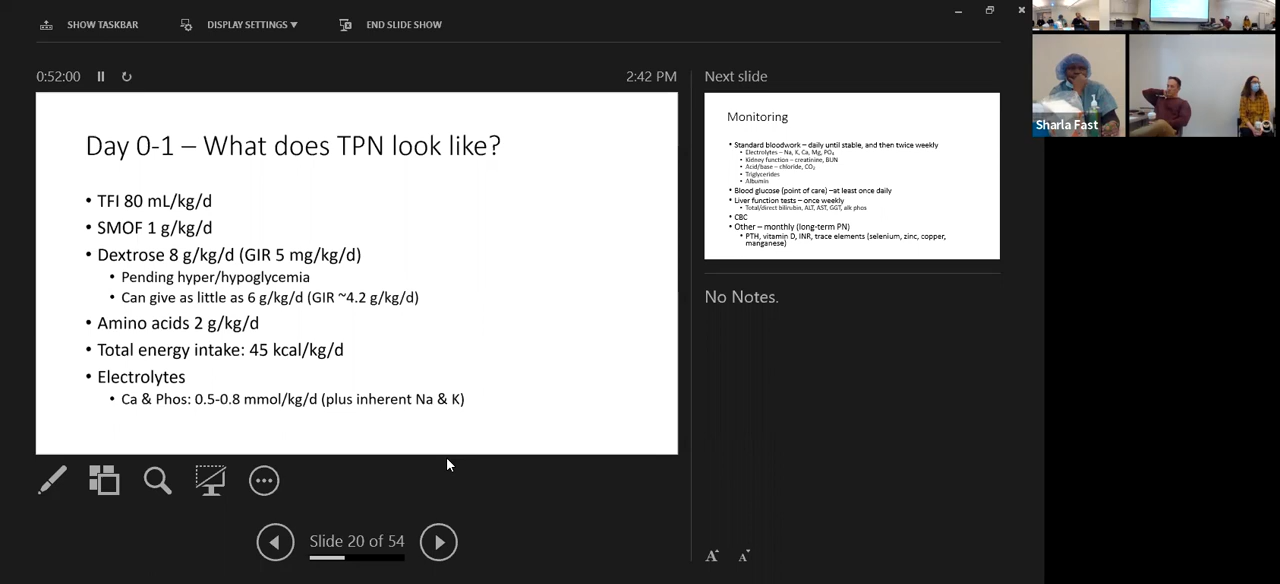 SHOW TASKBAR
DISPLAY SETTINGS ▼
END SLIDE SHOW
0:52:00
2:42 PM
Day 0-1 – What does TPN look like?
• TFI 80 mL/kg/d
• SMOF 1 g/kg/d
• Dextrose 8 g/kg/d (GIR 5 mg/kg/d)
• Pending hyper/hypoglycemia
• Can give as little as 6 g/kg/d (GIR ~4.2 g/kg/d)
• Amino acids 2 g/kg/d
• Total energy intake: 45 kcal/kg/d
• Electrolytes
• Ca & Phos: 0.5-0.8 mmol/kg/d (plus inherent Na & K)
Slide 20 of 54
Next slide
Monitoring
• Standard bloodwork – daily until stable, and then twice weekly
• Electrolytes – Na, K, Ca, Mg, PO₄
• Kidney function – creatinine, BUN
• Acid/base – chloride, CO₂
• Triglycerides
• Albumin
• Blood glucose (point of care) –at least once daily
• Liver function tests – once weekly
• Total/direct bilirubin, ALT, AST, GGT, alk phos
• CBC
• Other – monthly (long-term PN)
• PTH, vitamin D, INR, trace elements (selenium, zinc, copper,
manganese)
No Notes.
A A
Sharla Fast